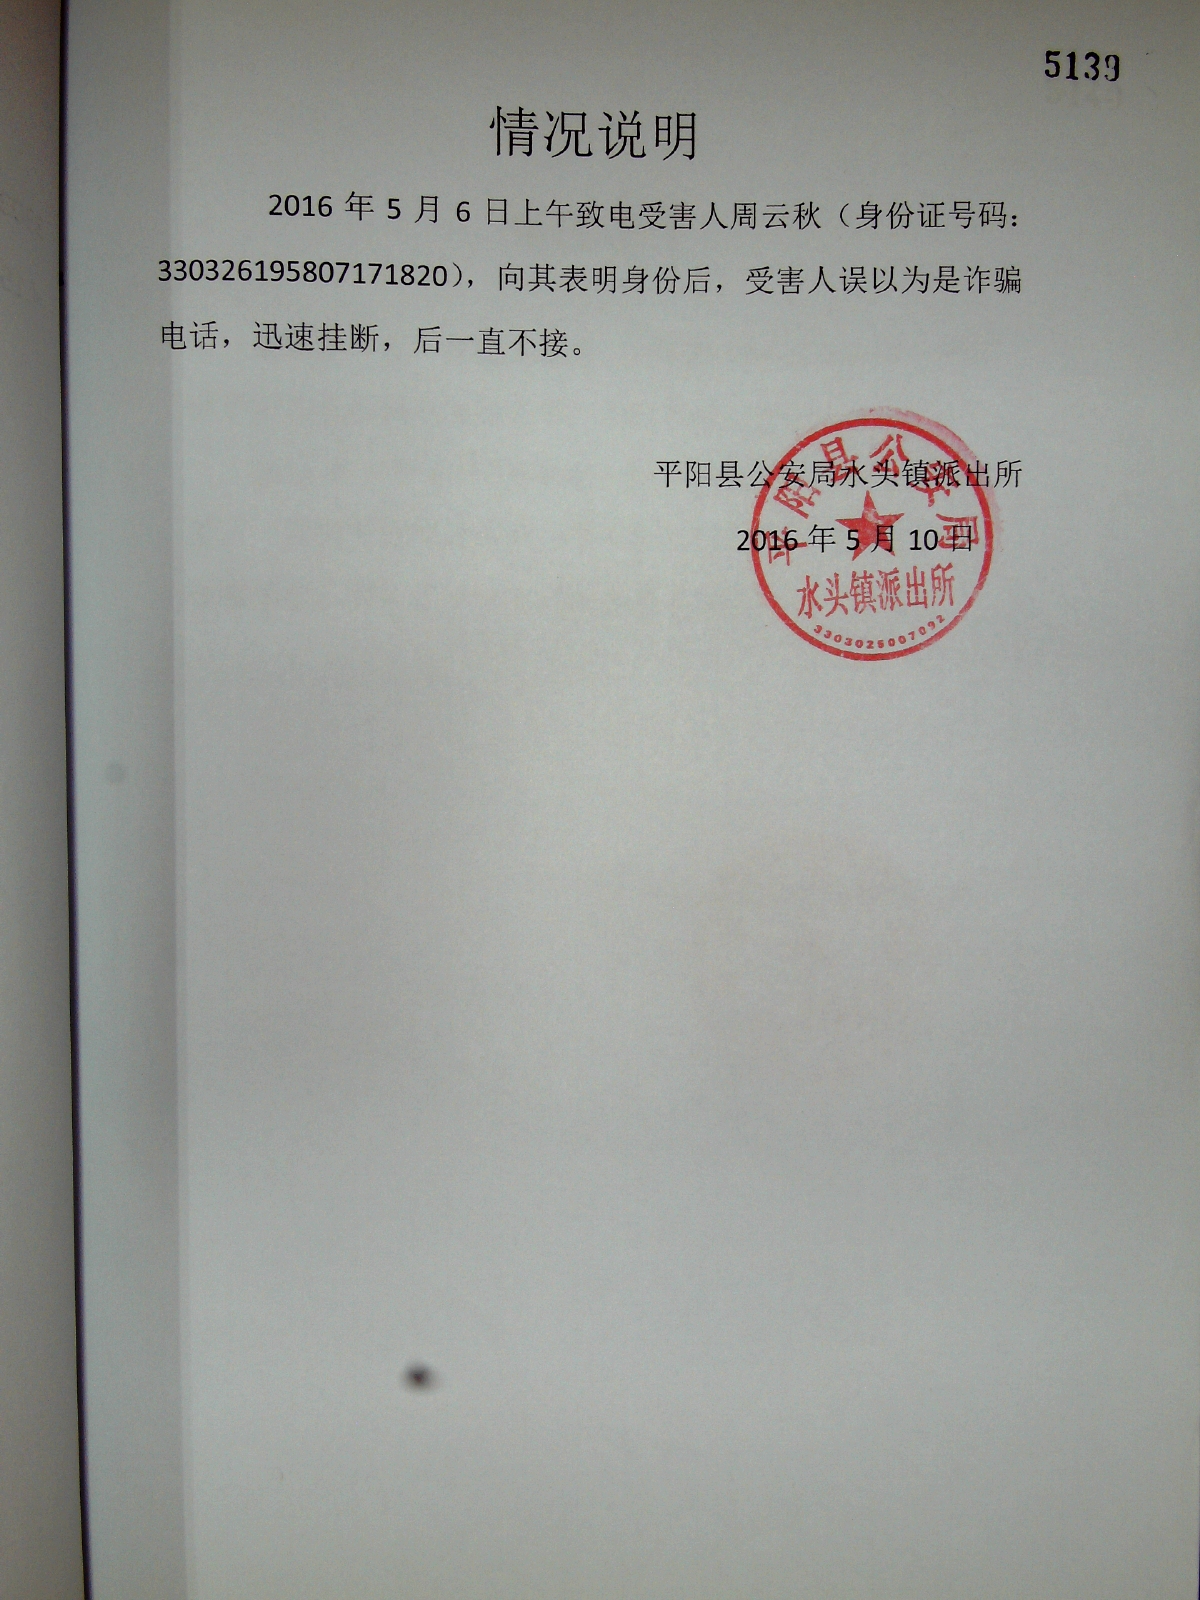 5139
情况说明
2016 年 5 月 6 日上午致电受害人周云秋（身份证号码：
330326195807171820），向其表明身份后，受害人误以为是诈骗
电话，迅速挂断，后一直不接。
平阳县公安局水头镇派出所
2016 年 5 月 10 日
平阳县公安局
水头镇派出所